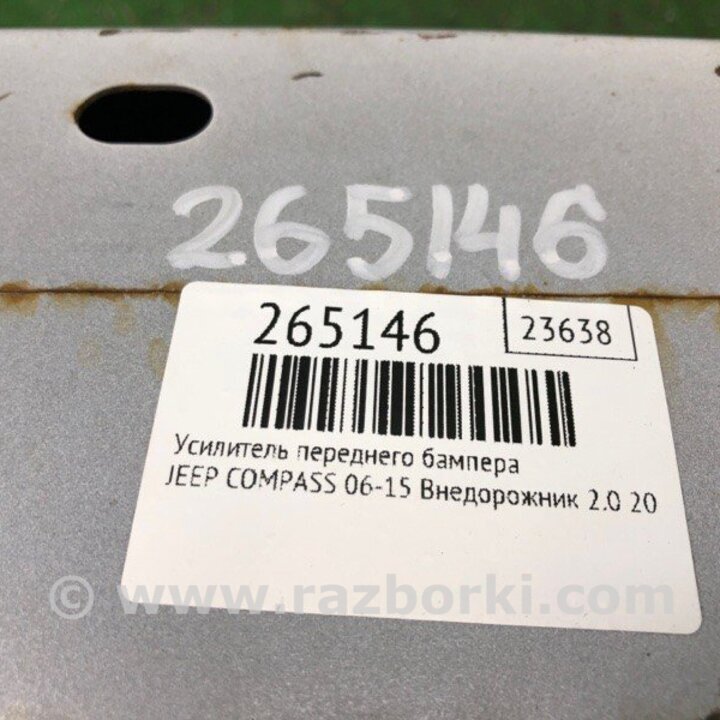 265146
265146
23638
Усилитель переднего бампера
JEEP COMPASS 06-15 Внедорожник 2.0 20
© www.razborki.com